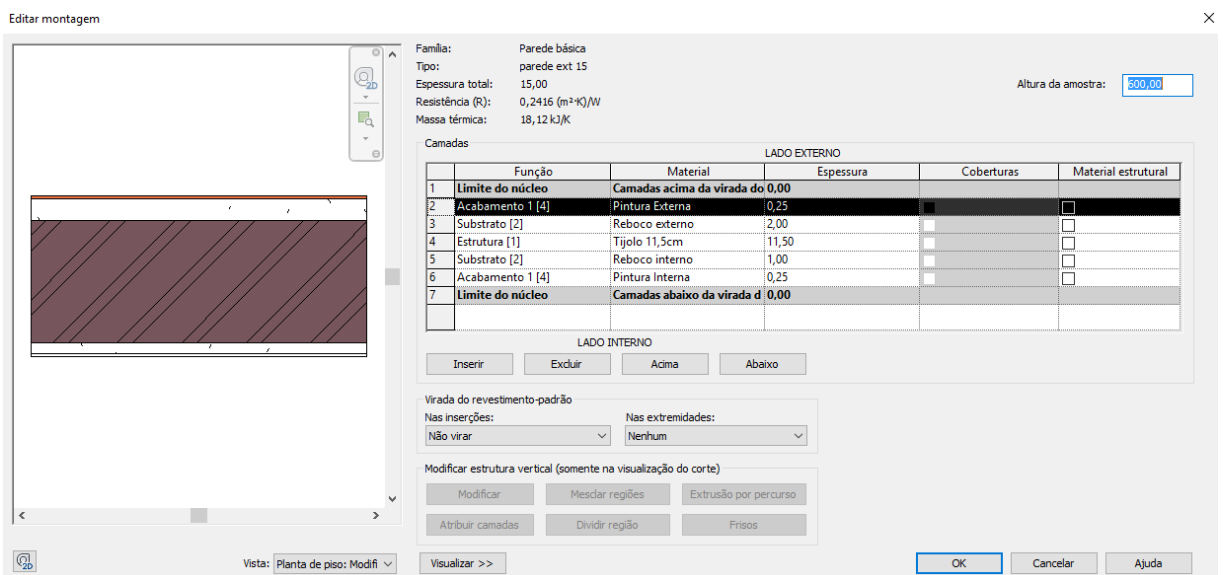 Editar montagem
Família: Parede básica
Tipo: parede ext 15
Espessura total: 15,00
Altura da amostra: 600,00
Resistência (R): 0,2416 (m²·K)/W
Massa térmica: 18,12 kJ/K
Camadas
LADO EXTERNO
Função Material Espessura Coberturas Material estrutural
1 Limite do núcleo Camadas acima da virada do 0,00
2 Acabamento 1 [4] Pintura Externa 0,25
3 Substrato [2] Reboco externo 2,00
4 Estrutura [1] Tijolo 11,5cm 11,50
5 Substrato [2] Reboco interno 1,00
6 Acabamento 1 [4] Pintura Interna 0,25
7 Limite do núcleo Camadas abaixo da virada d 0,00
LADO INTERNO
Inserir Excluir Acima Abaixo
Virada do revestimento-padrão
Nas inserções: Nas extremidades:
Não virar Nenhum
Modificar estrutura vertical (somente na visualização do corte)
Modificar Mesclar regiões Extrusão por percurso
Atribuir camadas Dividir região Frisos
2D
2D Vista: Planta de piso: Modifi Visualizar >> OK Cancelar Ajuda